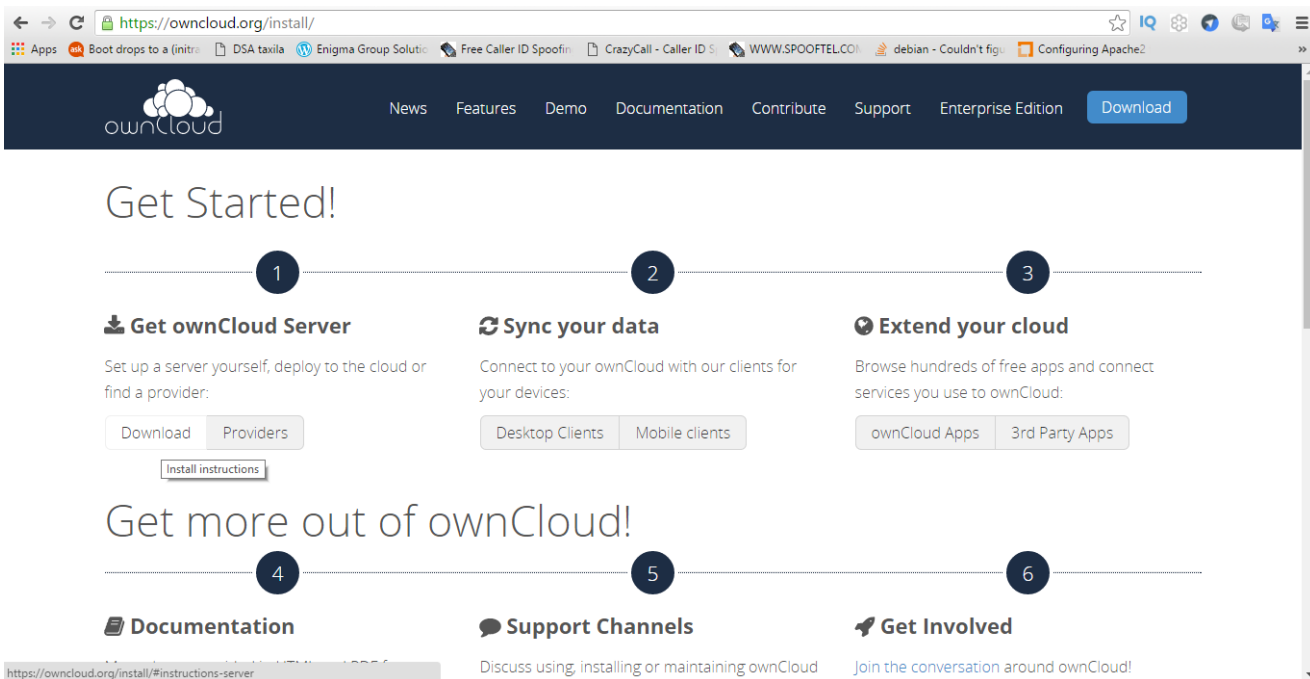 https://owncloud.org/install/
Apps Boot drops to a (initra DSA taxila Enigma Group Solutio Free Caller ID Spoofin CrazyCall - Caller ID S WWW.SPOOFTEL.COM debian - Couldn't figu Configuring Apache2 »
ownCloud News Features Demo Documentation Contribute Support Enterprise Edition Download
Get Started!
1 2 3
Get ownCloud Server Sync your data Extend your cloud
Set up a server yourself, deploy to the cloud or Connect to your ownCloud with our clients for Browse hundreds of free apps and connect
find a provider: your devices: services you use to ownCloud:
Download Providers Desktop Clients Mobile clients ownCloud Apps 3rd Party Apps
Install instructions
Get more out of ownCloud!
4 5 6
Documentation Support Channels Get Involved
Discuss using, installing or maintaining ownCloud Join the conversation around ownCloud!
https://owncloud.org/install/#instructions-server